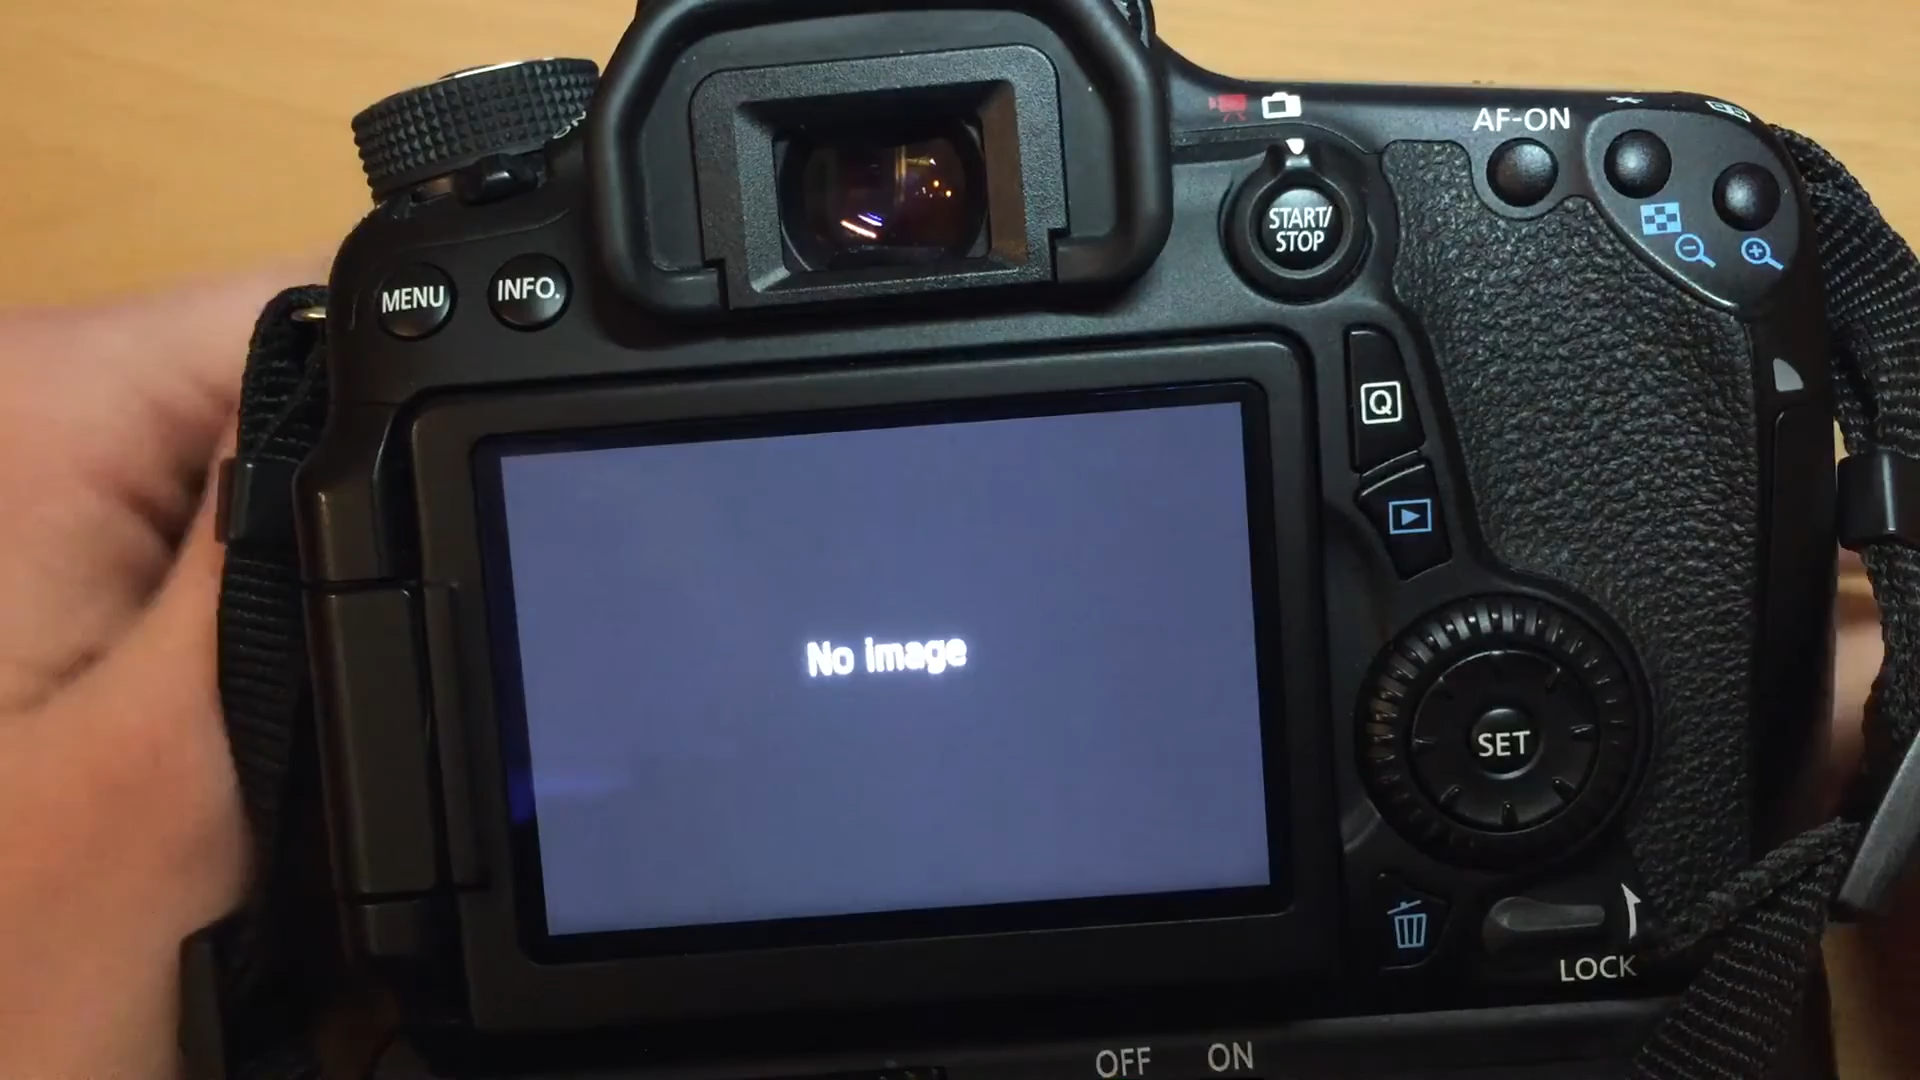 AF-ON
START/
STOP
MENU
INFO.
Q
No image
SET
LOCK
OFF ON